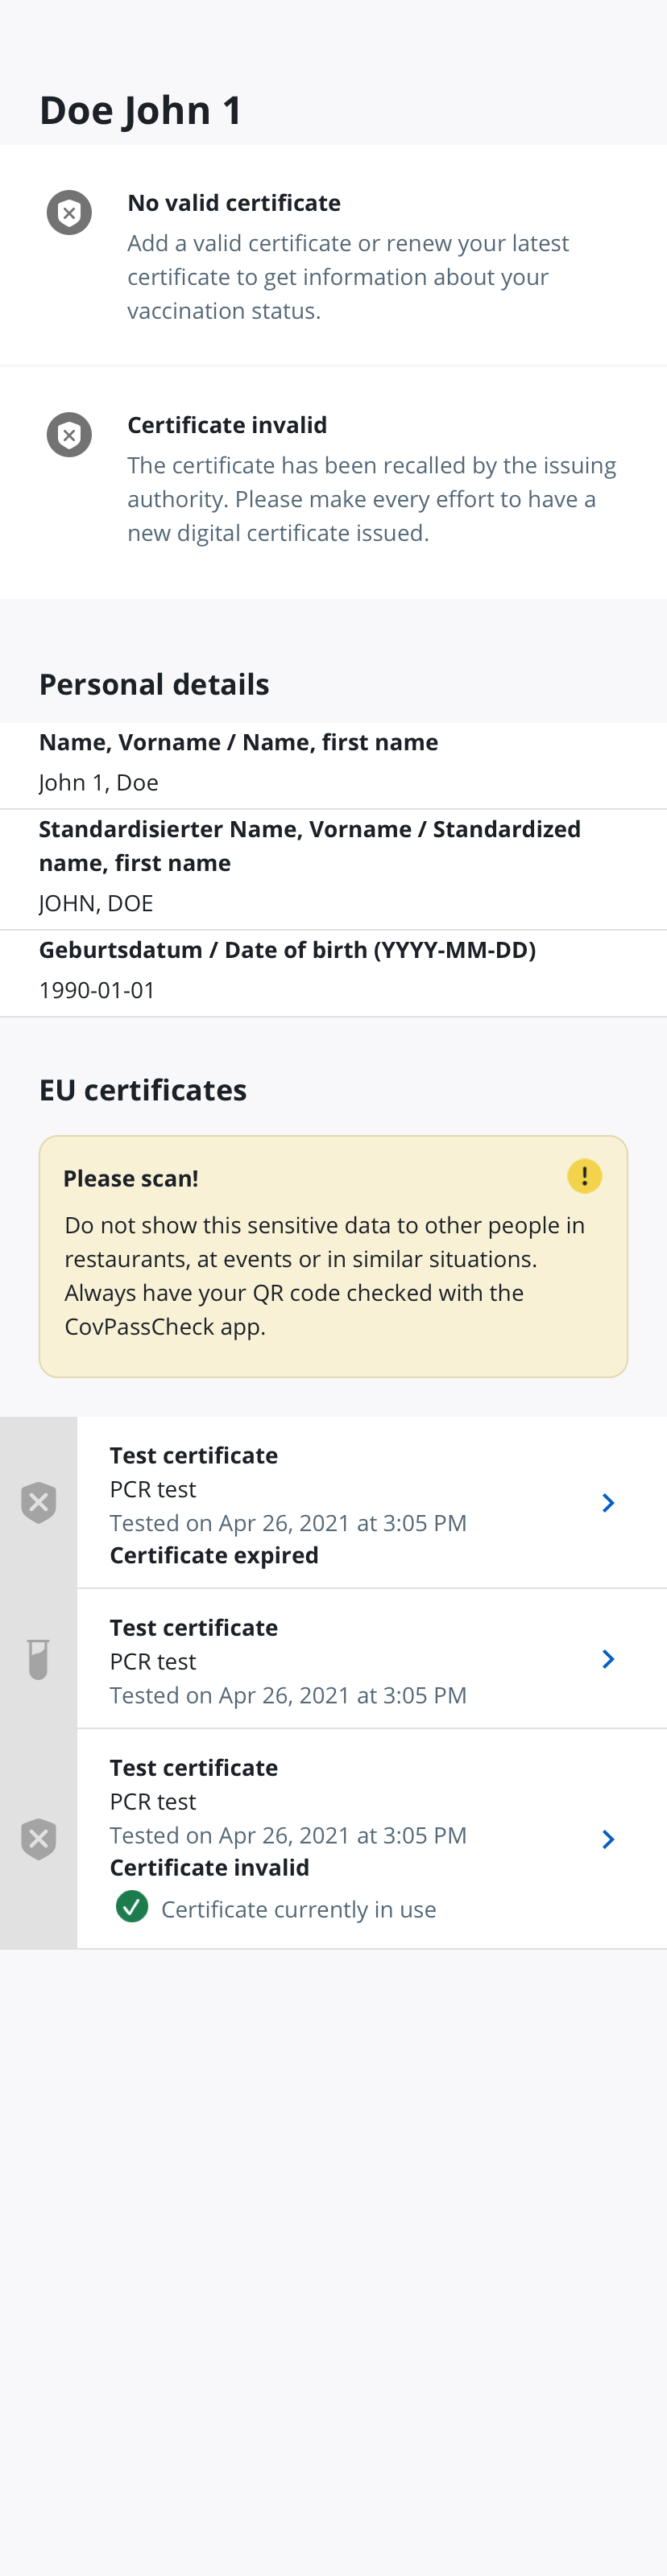 Doe John 1
No valid certificate
Add a valid certificate or renew your latest
certificate to get information about your
vaccination status.
Certificate invalid
The certificate has been recalled by the issuing
authority. Please make every effort to have a
new digital certificate issued.
Personal details
Name, Vorname / Name, first name
John 1, Doe
Standardisierter Name, Vorname / Standardized
name, first name
JOHN, DOE
Geburtsdatum / Date of birth (YYYY-MM-DD)
1990-01-01
EU certificates
Please scan!
Do not show this sensitive data to other people in
restaurants, at events or in similar situations.
Always have your QR code checked with the
CovPassCheck app.
Test certificate
PCR test
Tested on Apr 26, 2021 at 3:05 PM
Certificate expired
Test certificate
PCR test
Tested on Apr 26, 2021 at 3:05 PM
Test certificate
PCR test
Tested on Apr 26, 2021 at 3:05 PM
Certificate invalid
Certificate currently in use